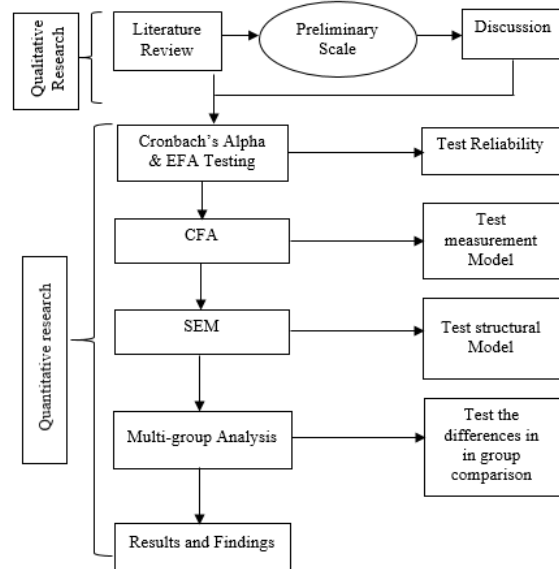 Qualitative
Research
Literature
Review
Preliminary
Scale
Discussion
Quantitative research
Cronbach's Alpha
& EFA Testing
Test Reliability
CFA
Test
measurement
Model
SEM
Test structural
Model
Multi-group Analysis
Test the
differences in
in group
comparison
Results and Findings